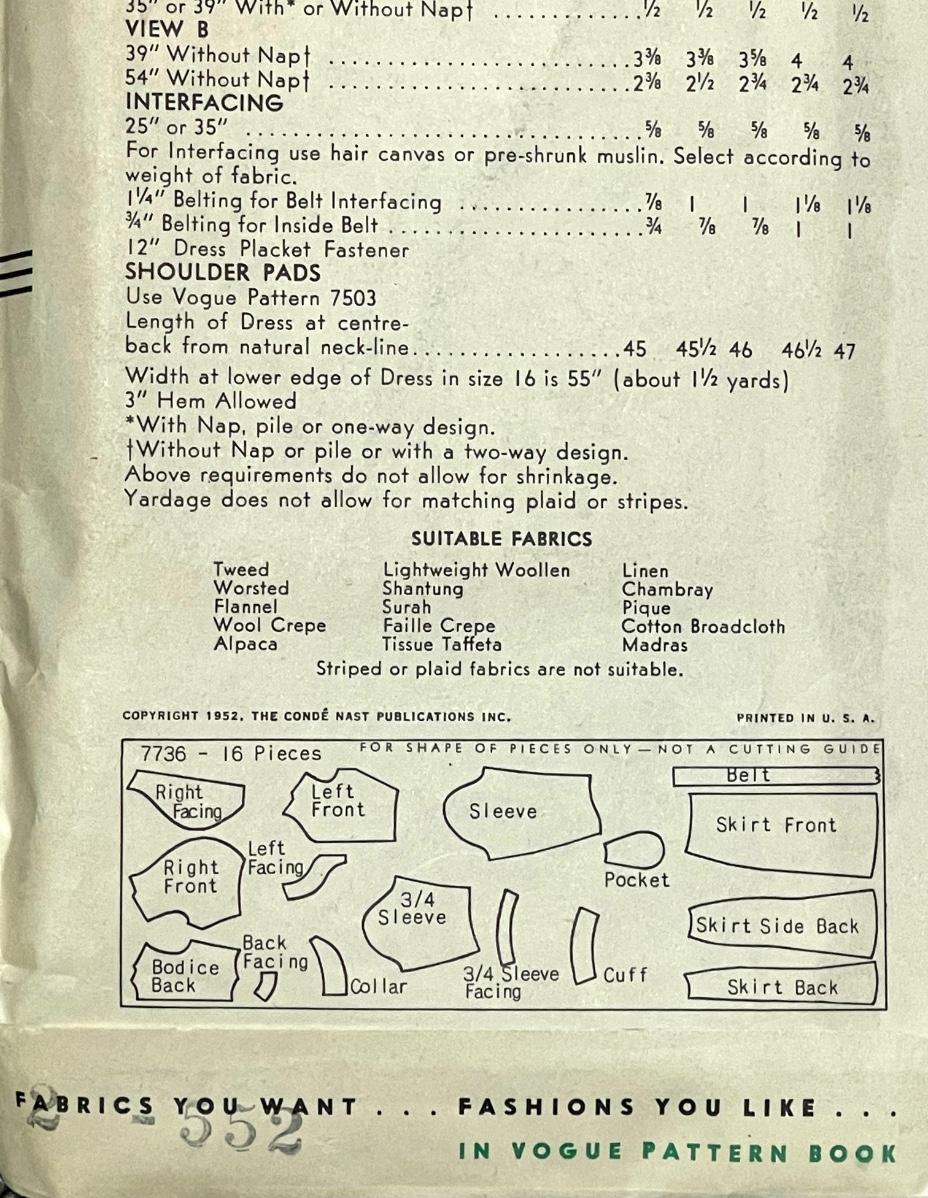 35" or 39" With* or Without Nap† ............. ½ ½ ½ ½ ½
VIEW B
39" Without Nap† ........................... 3⅜ 3⅜ 3⅝ 4 4
54" Without Nap† ........................... 2⅜ 2½ 2¾ 2¾ 2¾
INTERFACING
25" or 35" ................................... ⅝ ⅝ ⅝ ⅝ ⅝
For Interfacing use hair canvas or pre-shrunk muslin. Select according to
weight of fabric.
1¼" Belting for Belt Interfacing ................ ⅞ 1 1 1⅛ 1⅛
¾" Belting for Inside Belt ....................... ¾ ⅞ ⅞ 1 1
12" Dress Placket Fastener
SHOULDER PADS
Use Vogue Pattern 7503
Length of Dress at centre-
back from natural neck-line................... 45 45½ 46 46½ 47
Width at lower edge of Dress in size 16 is 55" (about 1½ yards)
3" Hem Allowed
*With Nap, pile or one-way design.
†Without Nap or pile or with a two-way design.
Above requirements do not allow for shrinkage.
Yardage does not allow for matching plaid or stripes.
SUITABLE FABRICS
Tweed Lightweight Woollen Linen
Worsted Shantung Chambray
Flannel Surah Pique
Wool Crepe Faille Crepe Cotton Broadcloth
Alpaca Tissue Taffeta Madras
Striped or plaid fabrics are not suitable.
COPYRIGHT 1952, THE CONDÉ NAST PUBLICATIONS INC. PRINTED IN U. S. A.
7736 - 16 Pieces FOR SHAPE OF PIECES ONLY — NOT A CUTTING GUIDE
Right
Facing
Left
Front
Sleeve
Belt
Skirt Front
Right
Front
Left
Facing
Pocket
3/4
Sleeve
Skirt Side Back
Bodice
Back
Back
Facing
Collar
3/4 Sleeve
Facing
Cuff
Skirt Back
FABRICS YOU WANT . . . FASHIONS YOU LIKE . . .
2 - 552
IN VOGUE PATTERN BOOK